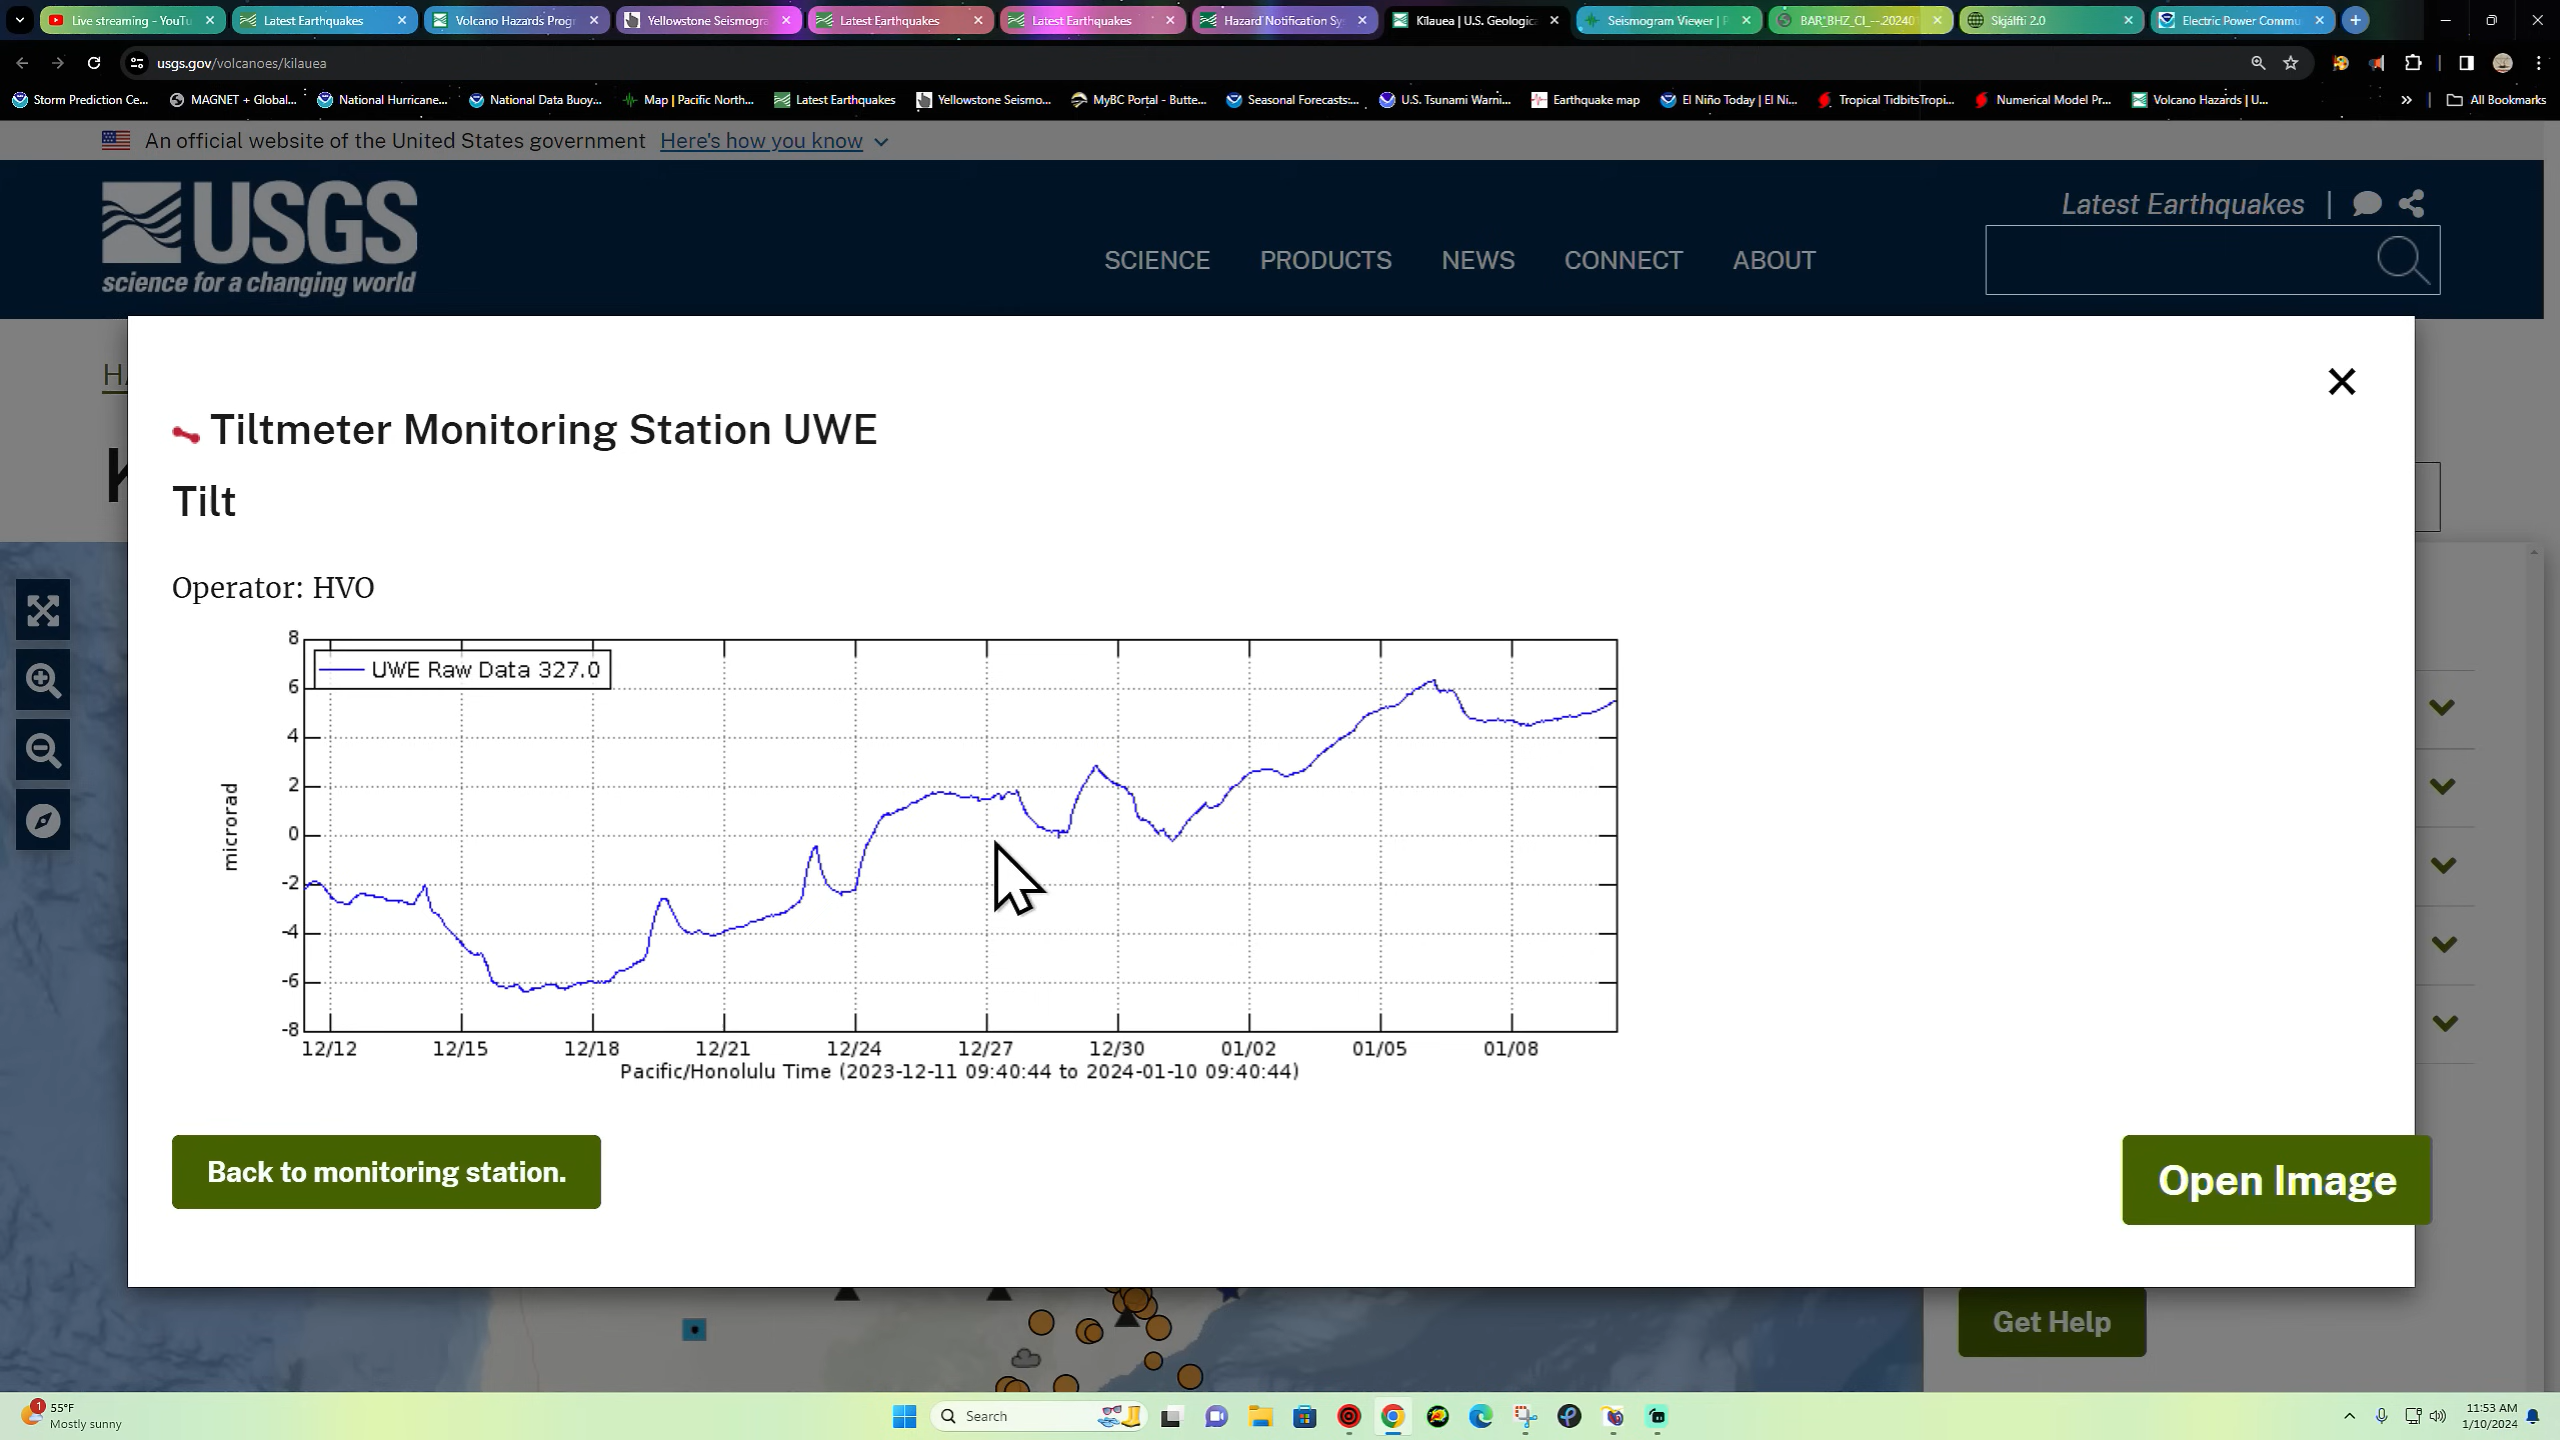 Live streaming - YouTu
Latest Earthquakes
Volcano Hazards Prog
Yellowstone Seismogra
Latest Earthquakes
Latest Earthquakes
Hazard Notification Sy
Kīlauea | U.S. Geologic
Seismogram Viewer | P
BAR_BHZ_CI_--.20240
Skjálfti 2.0
Electric Power Commu
usgs.gov/volcanoes/kilauea
Storm Prediction Ce...
MAGNET + Global...
National Hurricane...
National Data Buoy...
Map | Pacific North...
Latest Earthquakes
Yellowstone Seismo...
MyBC Portal - Butte...
Seasonal Forecasts:...
U.S. Tsunami Warni...
Earthquake map
El Niño Today | El Ni...
Tropical TidbitsTropi...
Numerical Model Pr...
Volcano Hazards | U...
»
All Bookmarks
An official website of the United States government Here's how you know
USGS
science for a changing world
Latest Earthquakes |
SCIENCE PRODUCTS NEWS CONNECT ABOUT
HA
K
Tiltmeter Monitoring Station UWE
Tilt
Operator: HVO
UWE Raw Data 327.0
8
6
4
2
0
-2
-4
-6
-8
microrad
12/12 12/15 12/18 12/21 12/24 12/27 12/30 01/02 01/05 01/08
Pacific/Honolulu Time (2023-12-11 09:40:44 to 2024-01-10 09:40:44)
Back to monitoring station.
Open Image
Get Help
1
55°F
Mostly sunny
Search
11:53 AM
1/10/2024